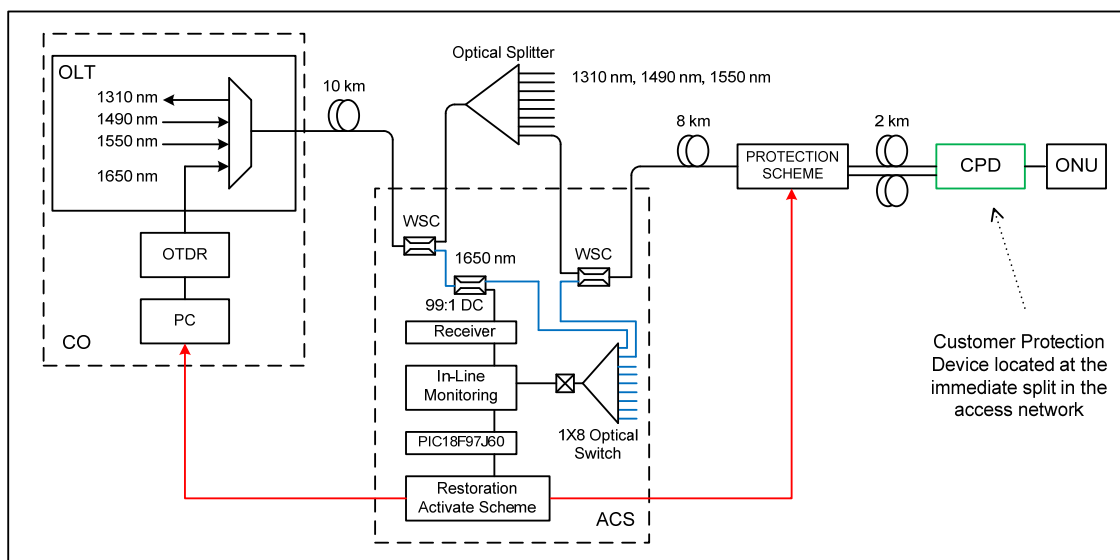 OLT
1310 nm
1490 nm
1550 nm
1650 nm
OTDR
PC
CO
10 km
Optical Splitter
1310 nm, 1490 nm, 1550 nm
WSC
1650 nm
99:1 DC
WSC
Receiver
In-Line
Monitoring
PIC18F97J60
Restoration
Activate Scheme
1X8 Optical
Switch
ACS
8 km
PROTECTION
SCHEME
2 km
CPD
ONU
Customer Protection
Device located at the
immediate split in the
access network